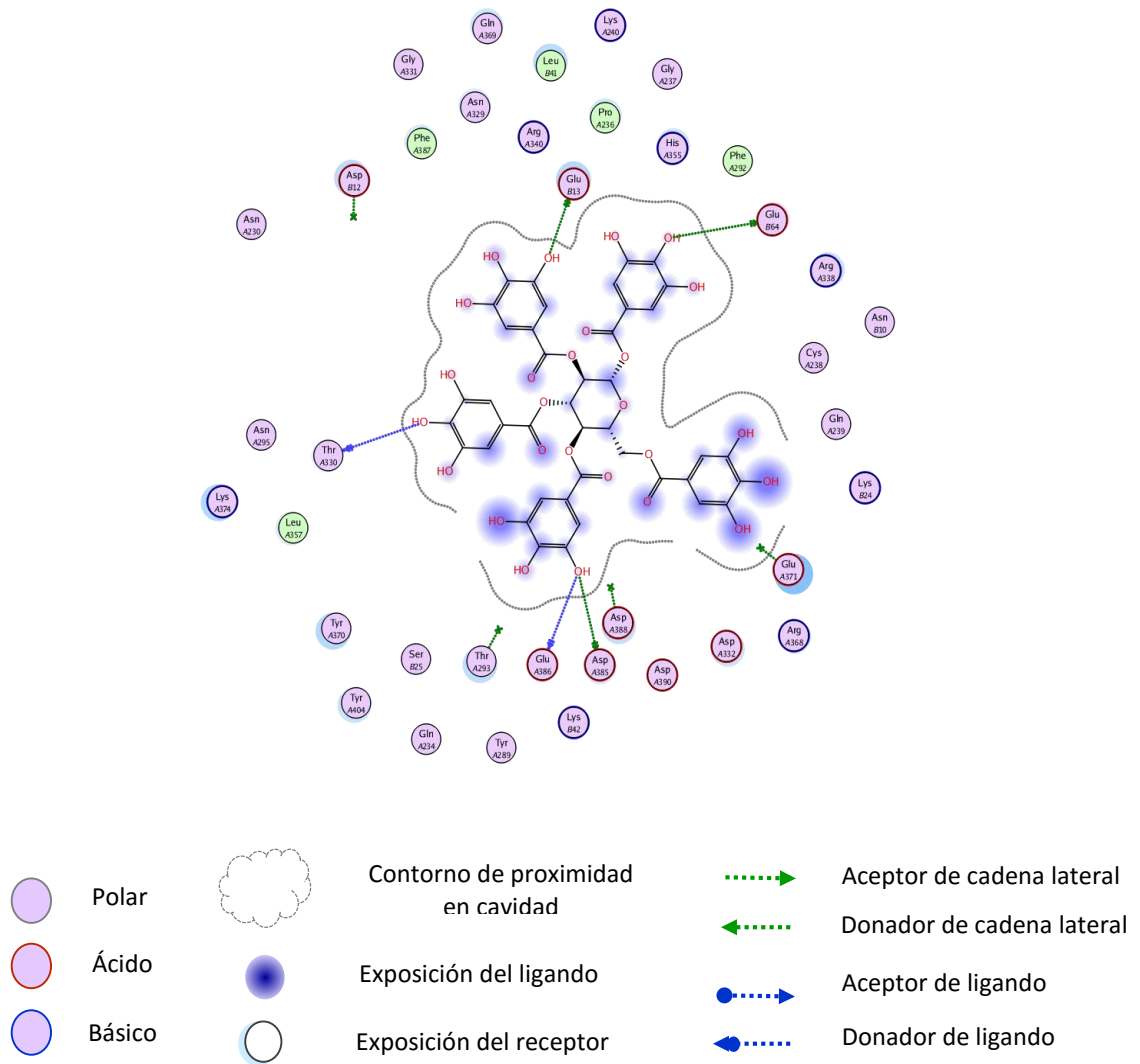 Gln
A369
Lys
A240
Gly
A331
Leu
B41
Gly
A237
Asn
A329
Pro
A236
Phe
A387
Arg
A340
His
A355
Phe
A292
Asp
B12
Glu
B13
Asn
A230
Glu
B64
Arg
A338
Asn
B10
Cys
A238
Gln
A239
Asn
A295
Thr
A330
Lys
A374
Lys
B24
Leu
A357
Glu
A371
Tyr
A370
Ser
B25
Thr
A293
Glu
A386
Asp
A385
Asp
A388
Asp
A390
Asp
A332
Arg
A368
Tyr
A404
Gln
A234
Tyr
A289
Lys
B42
HO
HO
OH
HO
OH
OH
O
O
O
O
HO
HO
HO
O
O
O
O
O
O
O
O
OH
OH
OH
HO
HO
OH
Polar
Ácido
Básico
Contorno de proximidad
en cavidad
Exposición del ligando
Exposición del receptor
Aceptor de cadena lateral
Donador de cadena lateral
Aceptor de ligando
Donador de ligando